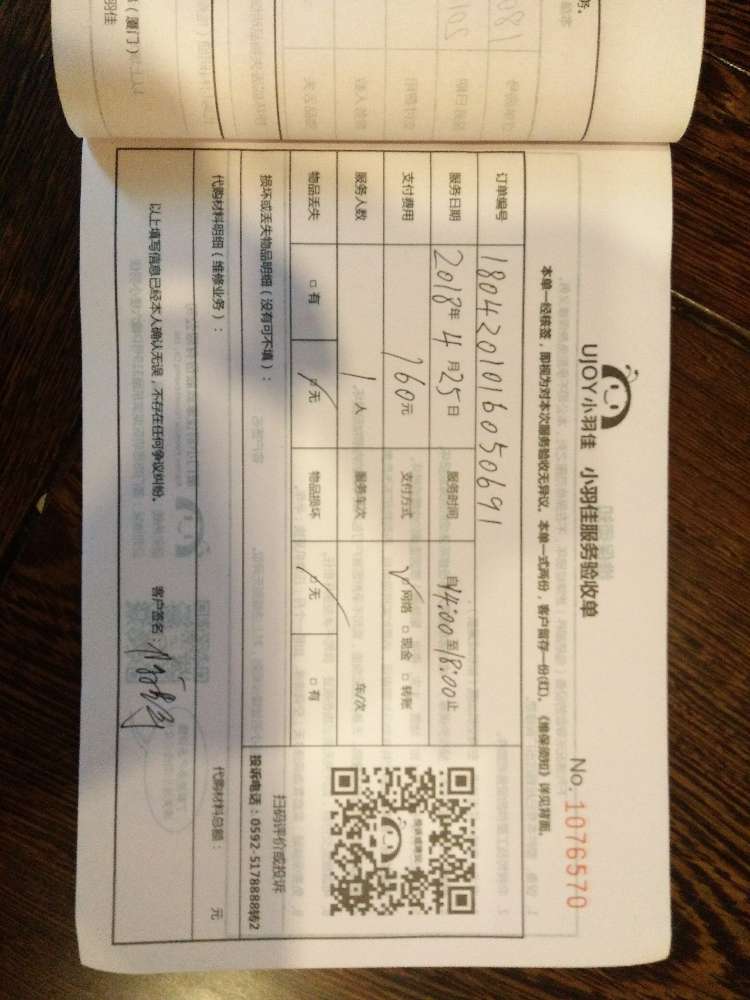 UJOY小羽佳 小羽佳服务验收单
No.1076570
本单一经核签，即视为对本次服务验收无异议。本单一式两份，客户留存一份(红)。《维保须知》详见背面。
订单编号 180420101605069​1
服务日期 2018年4月25日 服务时间 自14:00至18:00止
支付费用 160元 支付方式 ☑网络 □现金 □转账
服务人数 1人 服务车次 车/次
物品丢失 □有 ☑无 物品损坏 ☑无 □有
损坏或丢失物品明细（没有可不填）：
扫码评价或投诉
投诉电话：0592-5178888转2
代购材料明细（维修业务）： 代购材料总额： 元
以上填写信息已经本人确认无误，不存在任何争议纠纷。 客户签名：